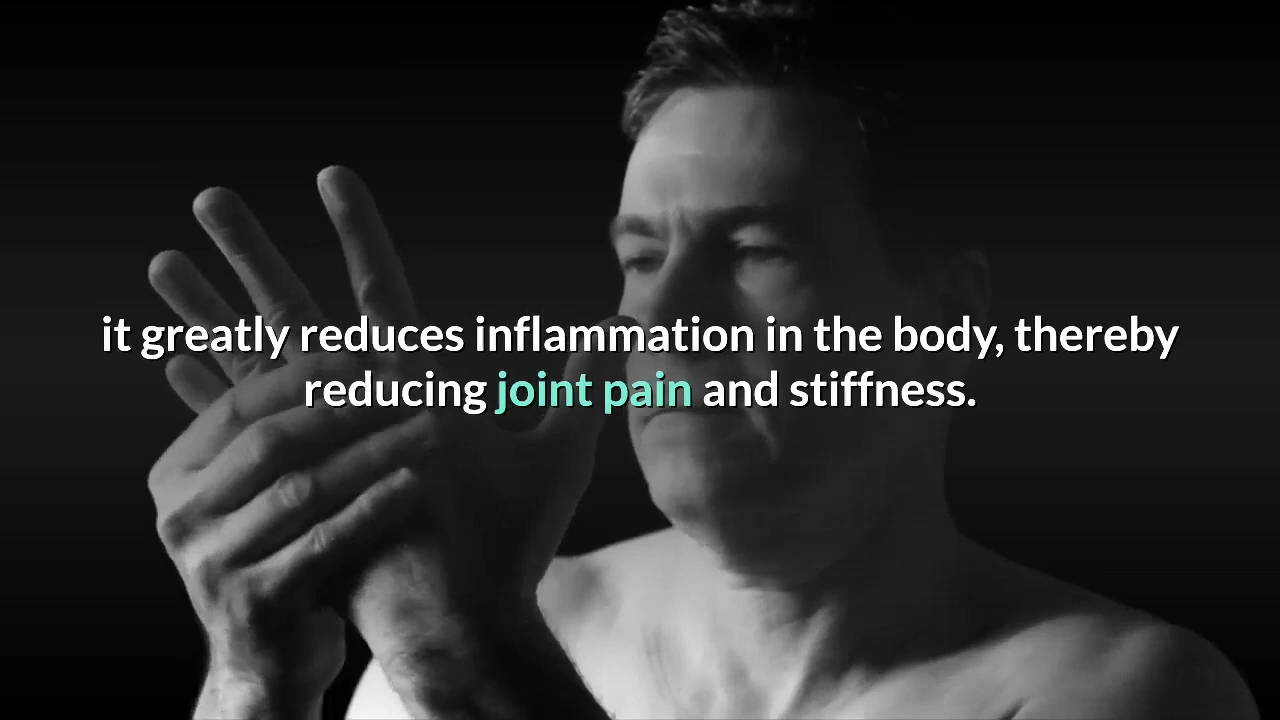 it greatly reduces inflammation in the body, thereby
reducing joint pain and stiffness.